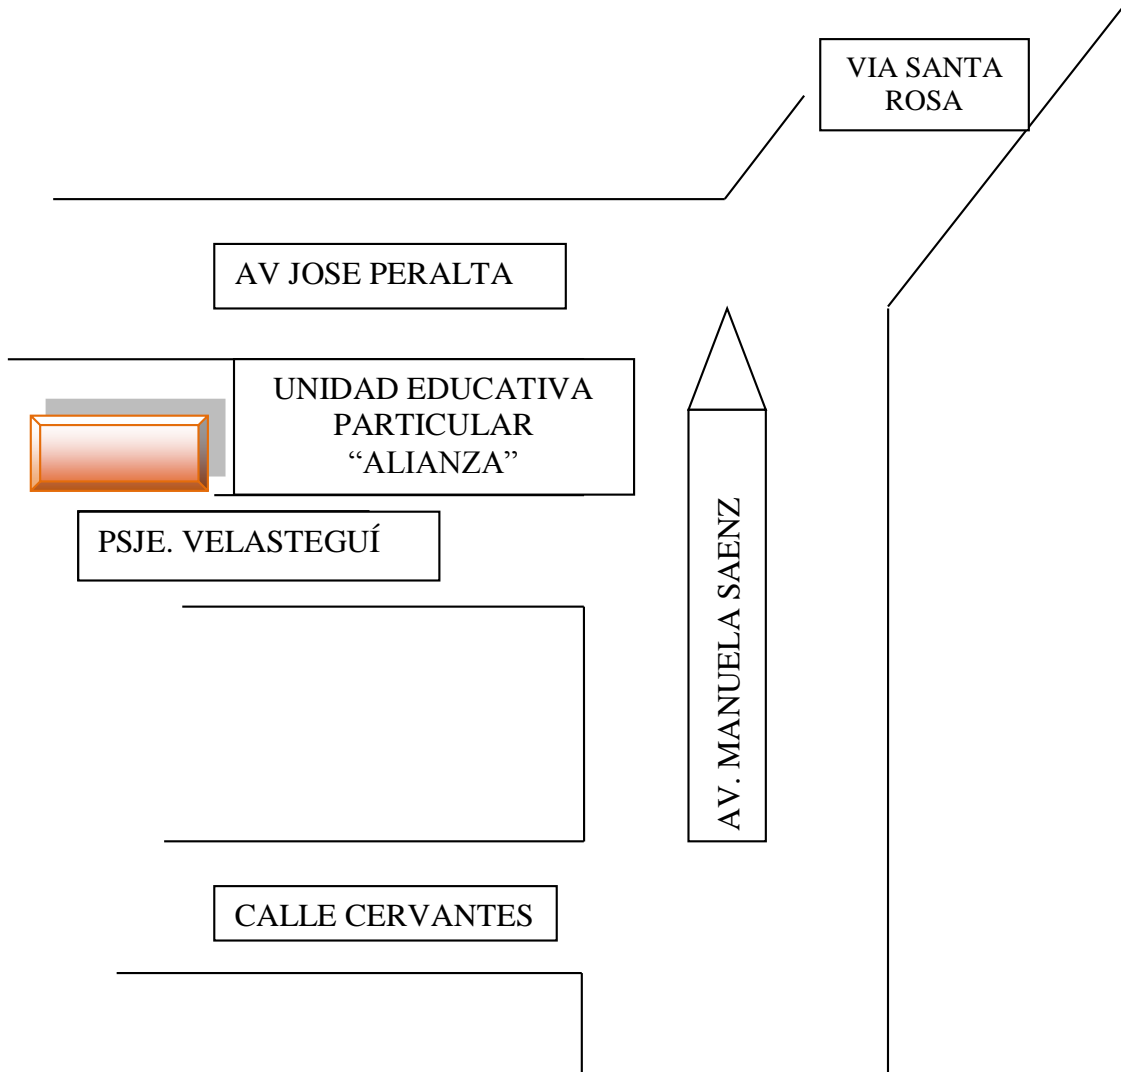 VIA SANTA
ROSA
AV JOSE PERALTA
UNIDAD EDUCATIVA
PARTICULAR
“ALIANZA”
PSJE. VELASTEGUÍ
AV. MANUELA SAENZ
CALLE CERVANTES